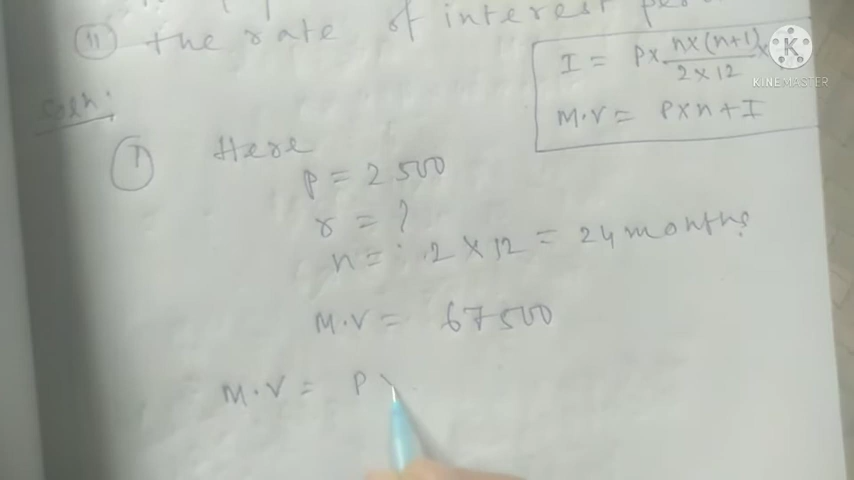 (II) the rate of interest
I = P× n×(n+1)/2×12 ×
M.V = P×n+I
KINEMASTER
Soln:
(I) Here
P = 2500
r = ?
n = 2 × 12 = 24 months
M.V = 67500
M.V = P